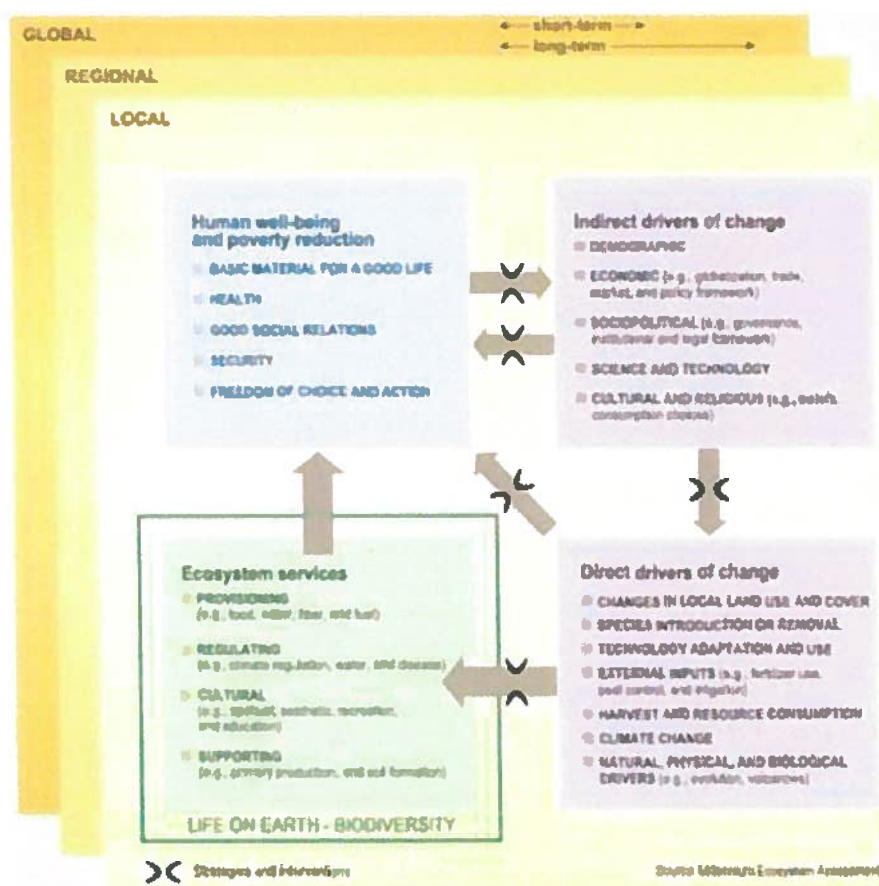 GLOBAL
short-term
long-term
REGIONAL
LOCAL
Human well-being
and poverty reduction
BASIC MATERIAL FOR A GOOD LIFE
HEALTH
GOOD SOCIAL RELATIONS
SECURITY
FREEDOM OF CHOICE AND ACTION
Indirect drivers of change
DEMOGRAPHIC
ECONOMIC (e.g., globalization, trade,
market, and policy framework)
SOCIOPOLITICAL (e.g., governance,
institutional and legal framework)
SCIENCE AND TECHNOLOGY
CULTURAL AND RELIGIOUS (e.g., beliefs,
consumption choices)
Ecosystem services
PROVISIONING
(e.g., food, water, fiber, and fuel)
REGULATING
(e.g., climate regulation, water, and disease)
CULTURAL
(e.g., spiritual, aesthetic, recreation,
and education)
SUPPORTING
(e.g., primary production, and soil formation)
LIFE ON EARTH - BIODIVERSITY
Direct drivers of change
CHANGES IN LOCAL LAND USE AND COVER
SPECIES INTRODUCTION OR REMOVAL
TECHNOLOGY ADAPTATION AND USE
EXTERNAL INPUTS (e.g., fertilizer use,
pest control, and irrigation)
HARVEST AND RESOURCE CONSUMPTION
CLIMATE CHANGE
NATURAL, PHYSICAL, AND BIOLOGICAL
DRIVERS (e.g., evolution, volcanoes)
Strategies and interventions
Source: Millennium Ecosystem Assessment